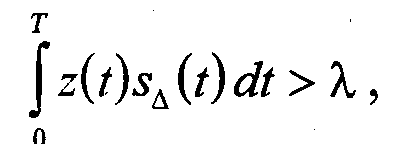 ∫₀ᵀ z(t)s_Δ(t) dt > λ ,